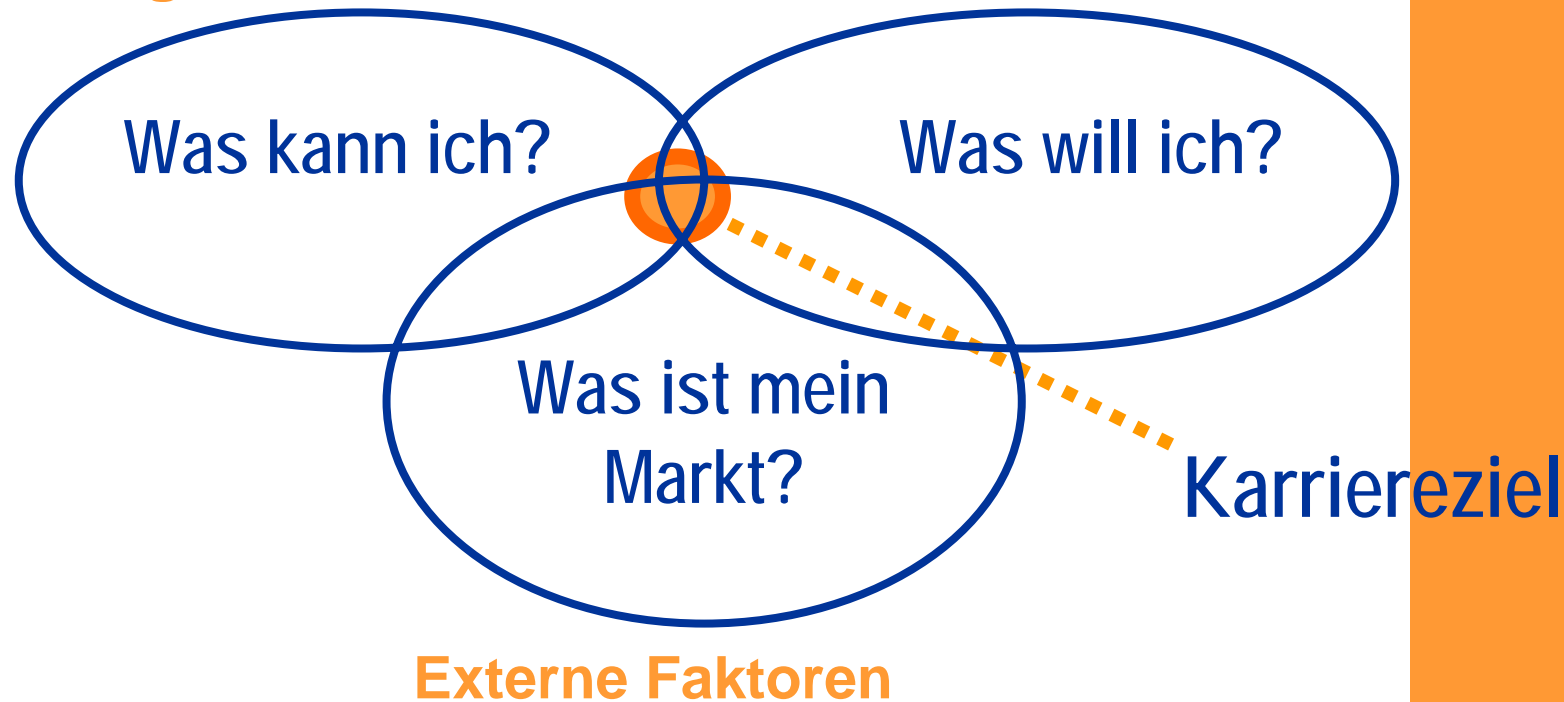 Was kann ich?
Was will ich?
Was ist mein
Markt?
Karriereziel
Externe Faktoren